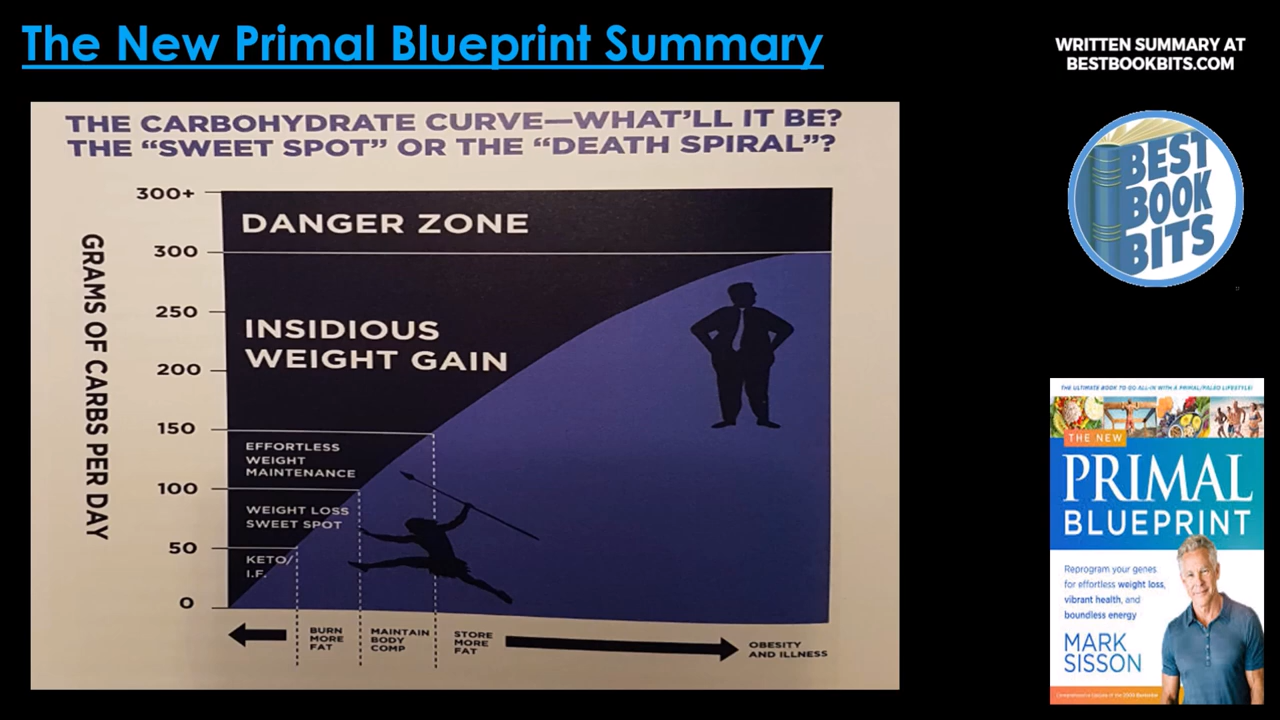 The New Primal Blueprint Summary
WRITTEN SUMMARY AT
BESTBOOKBITS.COM
THE CARBOHYDRATE CURVE—WHAT'LL IT BE?
THE “SWEET SPOT” OR THE “DEATH SPIRAL”?
GRAMS OF CARBS PER DAY
300+
300
250
200
150
100
50
0
DANGER ZONE
INSIDIOUS
WEIGHT GAIN
EFFORTLESS
WEIGHT
MAINTENANCE
WEIGHT LOSS
SWEET SPOT
KETO/
I.F.
BURN
MORE
FAT
MAINTAIN
BODY
COMP
STORE
MORE
FAT
OBESITY
AND ILLNESS
BEST
BOOK
BITS
THE ULTIMATE BOOK TO GO ALL-IN WITH A PRIMAL/PALEO LIFESTYLE!
THE NEW
PRIMAL
BLUEPRINT
Reprogram your genes
for effortless weight loss,
vibrant health, and
boundless energy
MARK
SISSON